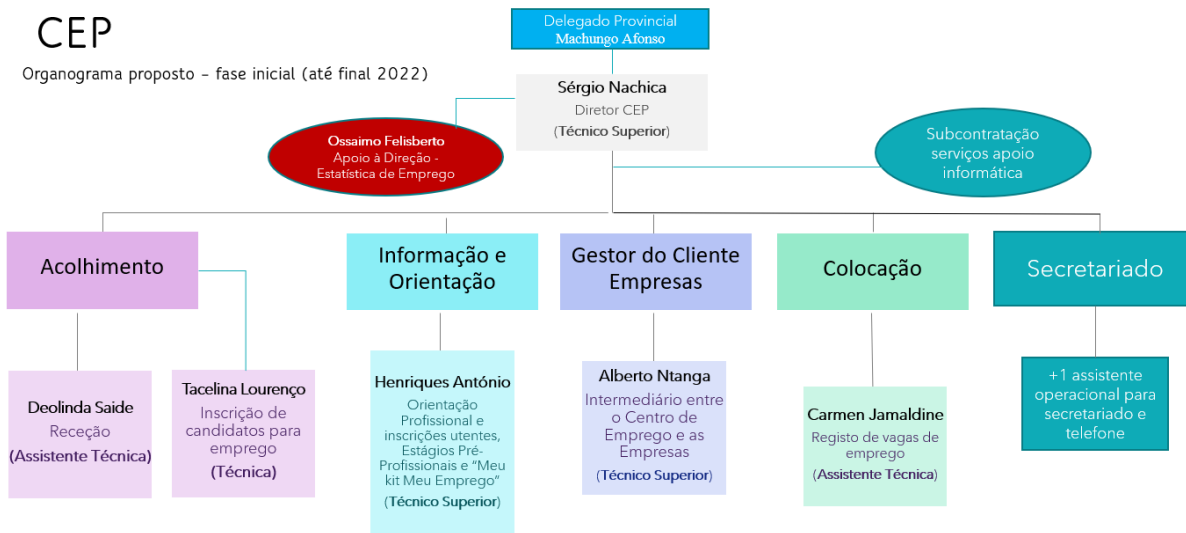 CEP
Organograma proposto – fase inicial (até final 2022)
Delegado Provincial
Machungo Afonso
Sérgio Nachica
Diretor CEP
(Técnico Superior)
Ossaimo Felisberto
Apoio à Direção -
Estatística de Emprego
Subcontratação
serviços apoio
informática
Acolhimento
Informação e
Orientação
Gestor do Cliente
Empresas
Colocação
Secretariado
Deolinda Saide
Receção
(Assistente Técnica)
Tacelina Lourenço
Inscrição de
candidatos para
emprego
(Técnica)
Henriques António
Orientação
Profissional e
inscrições utentes,
Estágios Pré-
Profissionais e “Meu
kit Meu Emprego”
(Técnico Superior)
Alberto Ntanga
Intermediário entre
o Centro de
Emprego e as
Empresas
(Técnico Superior)
Carmen Jamaldine
Registo de vagas de
emprego
(Assistente Técnica)
+1 assistente
operacional para
secretariado e
telefone